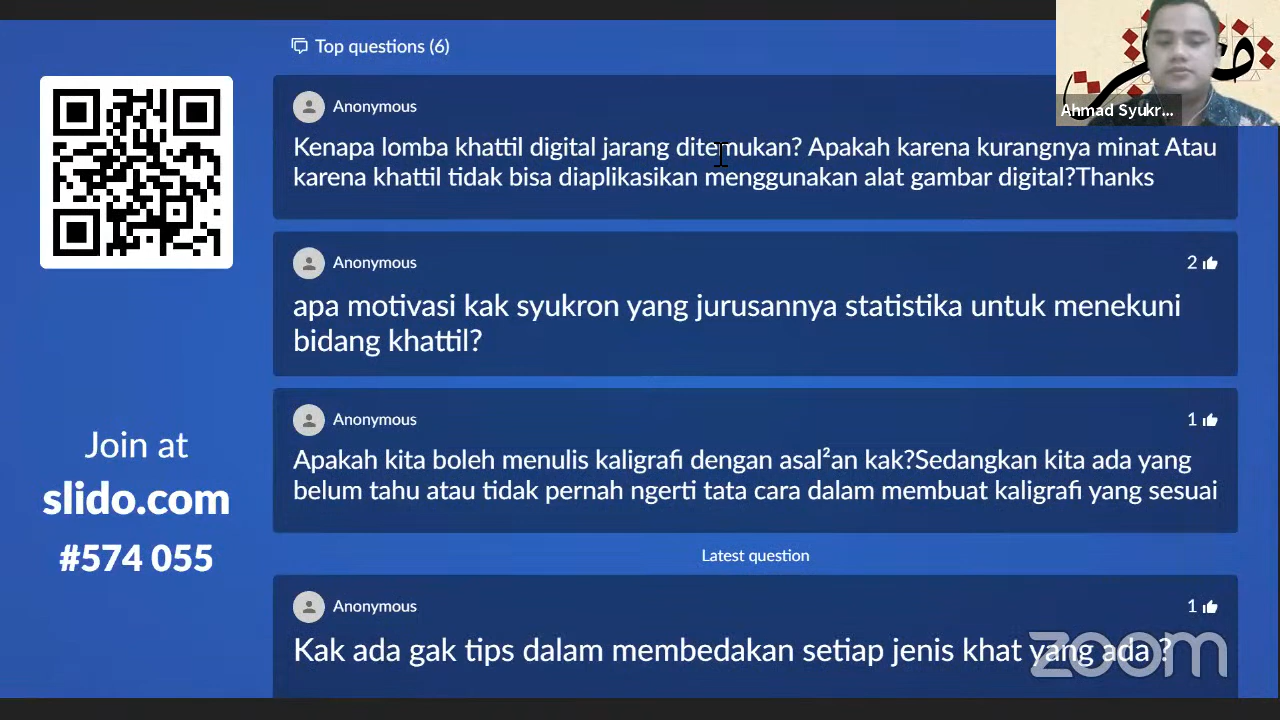 Top questions (6)
Anonymous
Kenapa lomba khattil digital jarang ditemukan? Apakah karena kurangnya minat Atau
karena khattil tidak bisa diaplikasikan menggunakan alat gambar digital?Thanks
Anonymous
2
apa motivasi kak syukron yang jurusannya statistika untuk menekuni
bidang khattil?
Anonymous
1
Apakah kita boleh menulis kaligrafi dengan asal²an kak?Sedangkan kita ada yang
belum tahu atau tidak pernah ngerti tata cara dalam membuat kaligrafi yang sesuai
Latest question
Anonymous
1
Kak ada gak tips dalam membedakan setiap jenis khat yang ada ?
Join at
slido.com
#574 055
Ahmad Syukr...
zoom